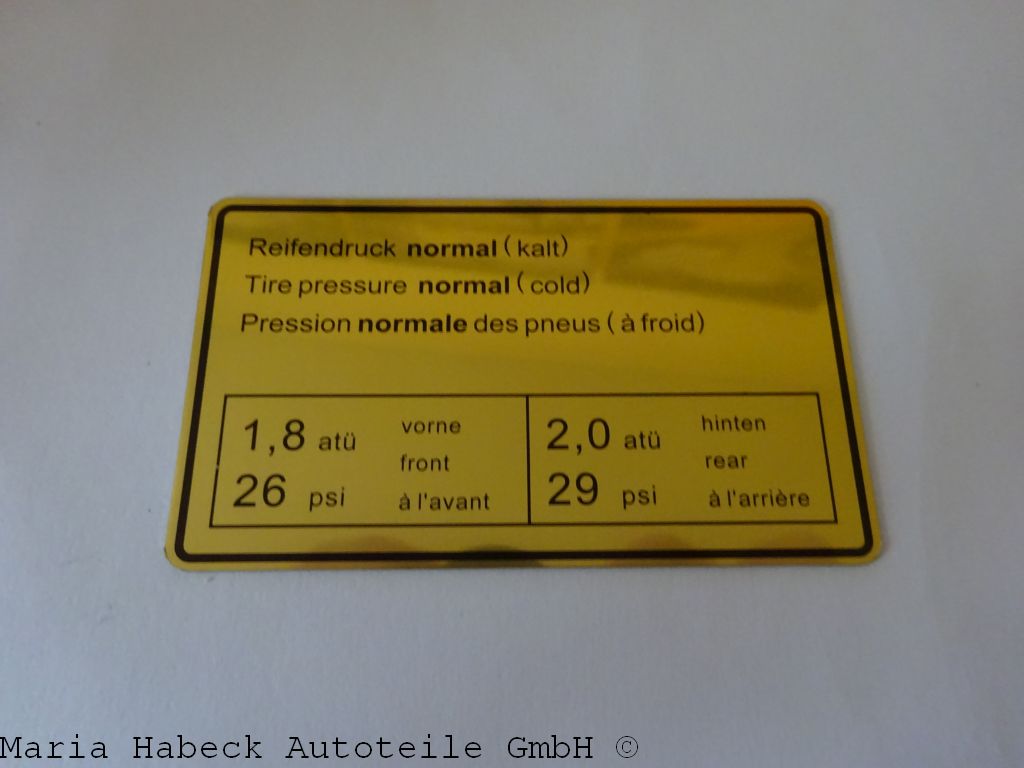 Reifendruck normal (kalt)
Tire pressure normal (cold)
Pression normale des pneus (à froid)
1,8 atü vorne
front
26 psi à l'avant
2,0 atü hinten
rear
29 psi à l'arrière
Maria Habeck Autoteile GmbH ©